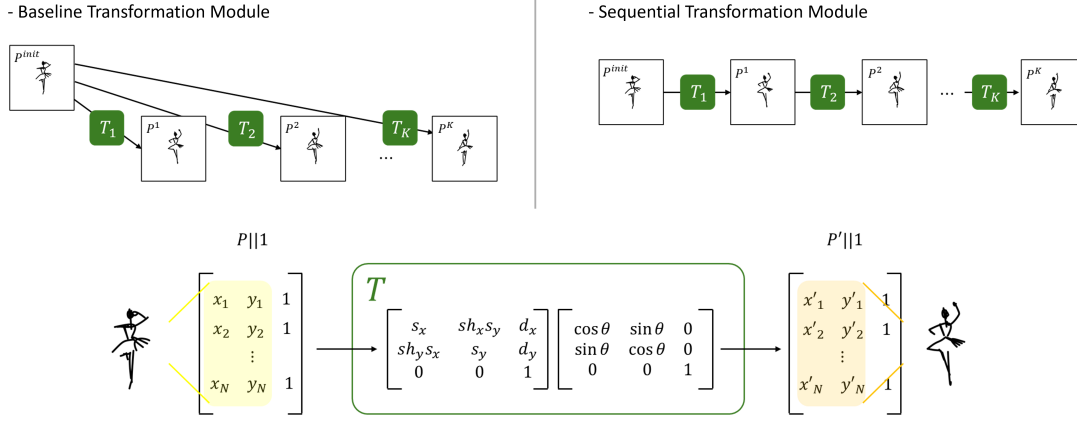 - Baseline Transformation Module
P^init
T_1
P^1
T_2
P^2
...
T_K
P^K
- Sequential Transformation Module
P^init
T_1
P^1
T_2
P^2
...
T_K
P^K
P||1
x_1 y_1 1
x_2 y_2 1
⋮
x_N y_N 1
T
s_x sh_x s_y d_x
sh_y s_x s_y d_y
0 0 1
cos θ sin θ 0
sin θ cos θ 0
0 0 1
P'||1
x'_1 y'_1 1
x'_2 y'_2 1
⋮
x'_N y'_N 1